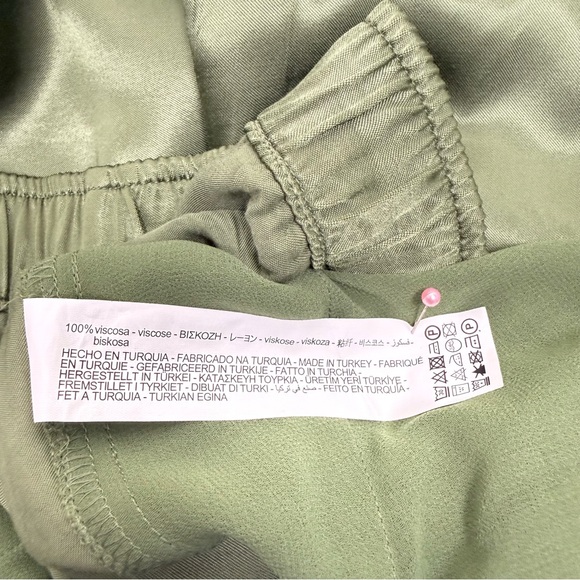 100% viscosa - viscose - ΒΙΣΚΟΖΗ - レーヨン - viskose - viskoza - 粘纤 - 비스코스 - فسكوز -
biskosa
HECHO EN TURQUIA - FABRICADO NA TURQUIA - MADE IN TURKEY - FABRIQUÉ
EN TURQUIE - GEFABRICEERD IN TURKIJE - FATTO IN TURCHIA -
HERGESTELLT IN TÜRKEI - ΚΑΤΑΣΚΕΥΗ ΤΟΥΡΚΙΑ - ÜRETİM YERİ TÜRKİYE -
FREMSTILLET I TYRKIET - DIBUAT DI TURKI - صنع في تركيا - FEITO EN TURQUÍA -
FET A TURQUIA - TURKIAN EGINA